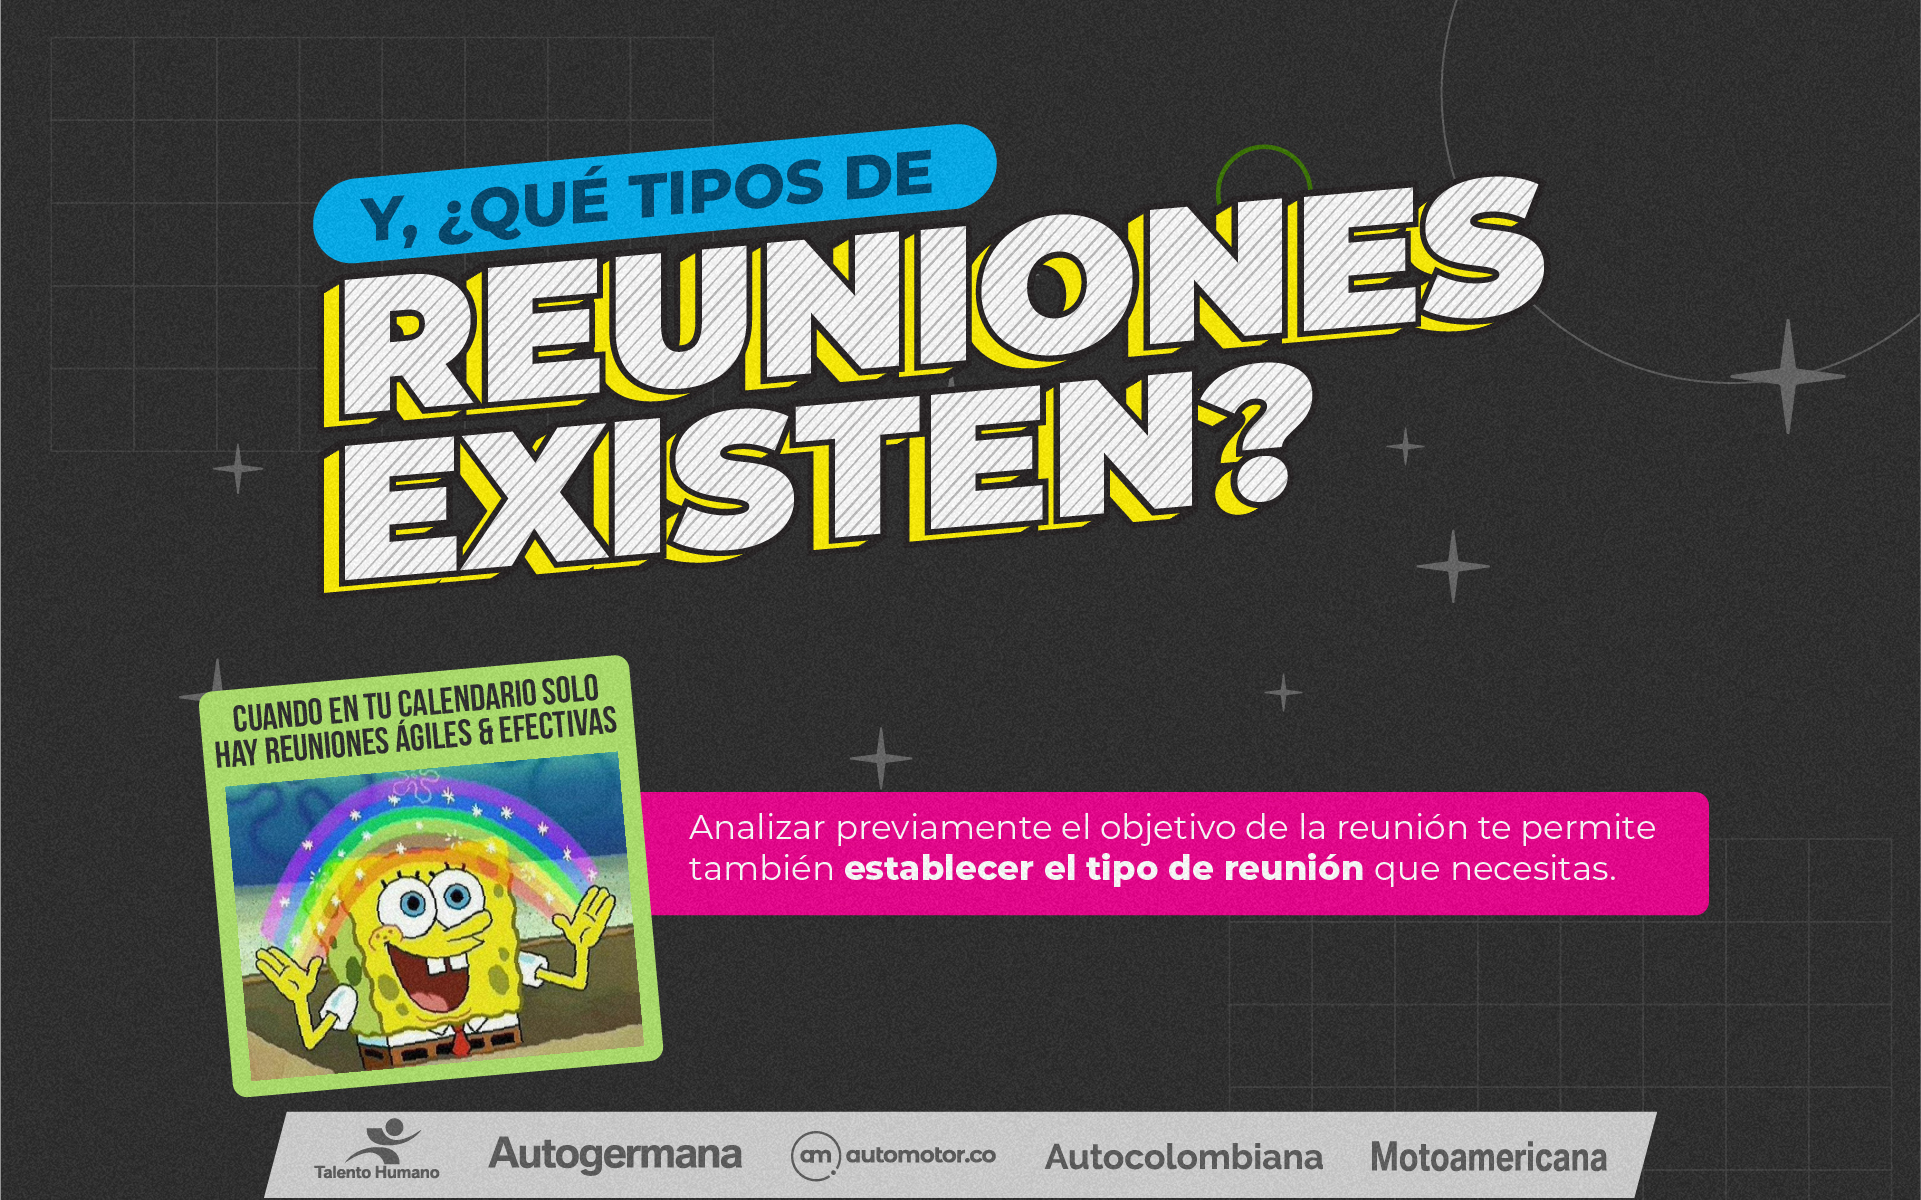 Y, ¿QUÉ TIPOS DE
REUNIONES
EXISTEN?
CUANDO EN TU CALENDARIO SOLO
HAY REUNIONES ÁGILES & EFECTIVAS
Analizar previamente el objetivo de la reunión te permite
también establecer el tipo de reunión que necesitas.
Talento Humano
Autogermana
am automotor.co
Autocolombiana
Motoamericana